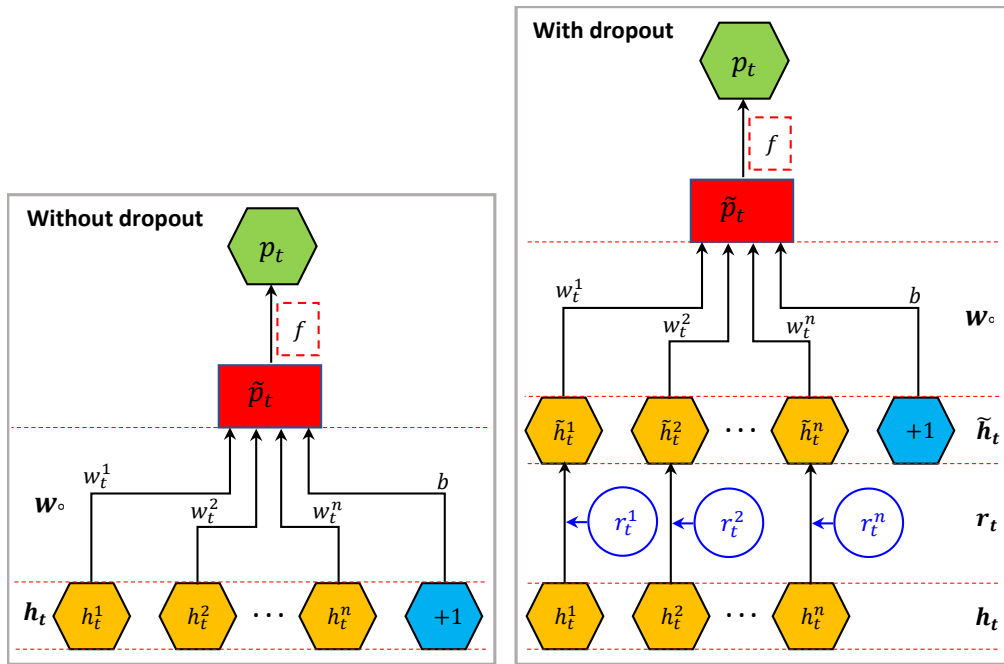 Without dropout
p_t
f
p̃_t
w_t^1
w_t^2
w_t^n
b
W∘
h_t
h_t^1
h_t^2
···
h_t^n
+1
With dropout
p_t
f
p̃_t
w_t^1
w_t^2
w_t^n
b
W∘
h̃_t^1
h̃_t^2
···
h̃_t^n
+1
h̃_t
r_t^1
r_t^2
r_t^n
r_t
h_t^1
h_t^2
···
h_t^n
h_t